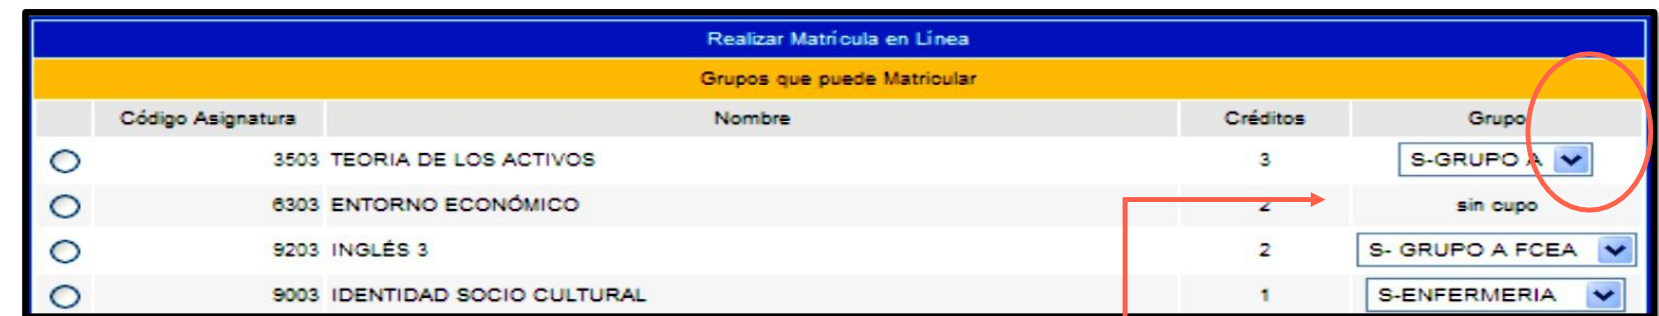 Realizar Matrícula en Línea
Grupos que puede Matricular
Código Asignatura Nombre Créditos Grupo
3503 TEORIA DE LOS ACTIVOS 3 S-GRUPO A
6303 ENTORNO ECONÓMICO 2 sin cupo
9203 INGLÉS 3 2 S- GRUPO A FCEA
9003 IDENTIDAD SOCIO CULTURAL 1 S-ENFERMERIA